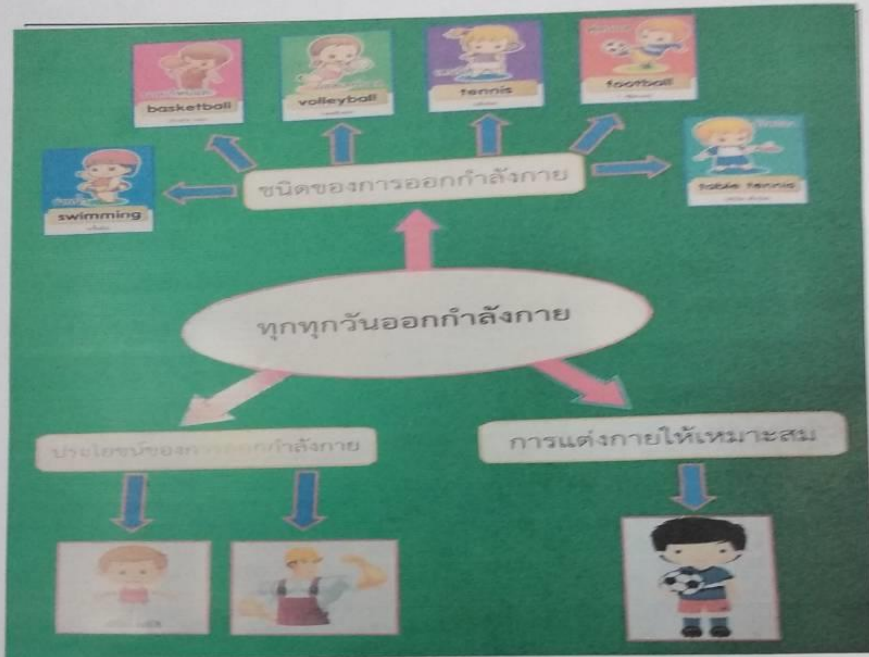 basketball
volleyball
tennis
football
swimming
table tennis
ชนิดของการออกกำลังกาย
ทุกทุกวันออกกำลังกาย
ประโยชน์ของการออกกำลังกาย
การแต่งกายให้เหมาะสม